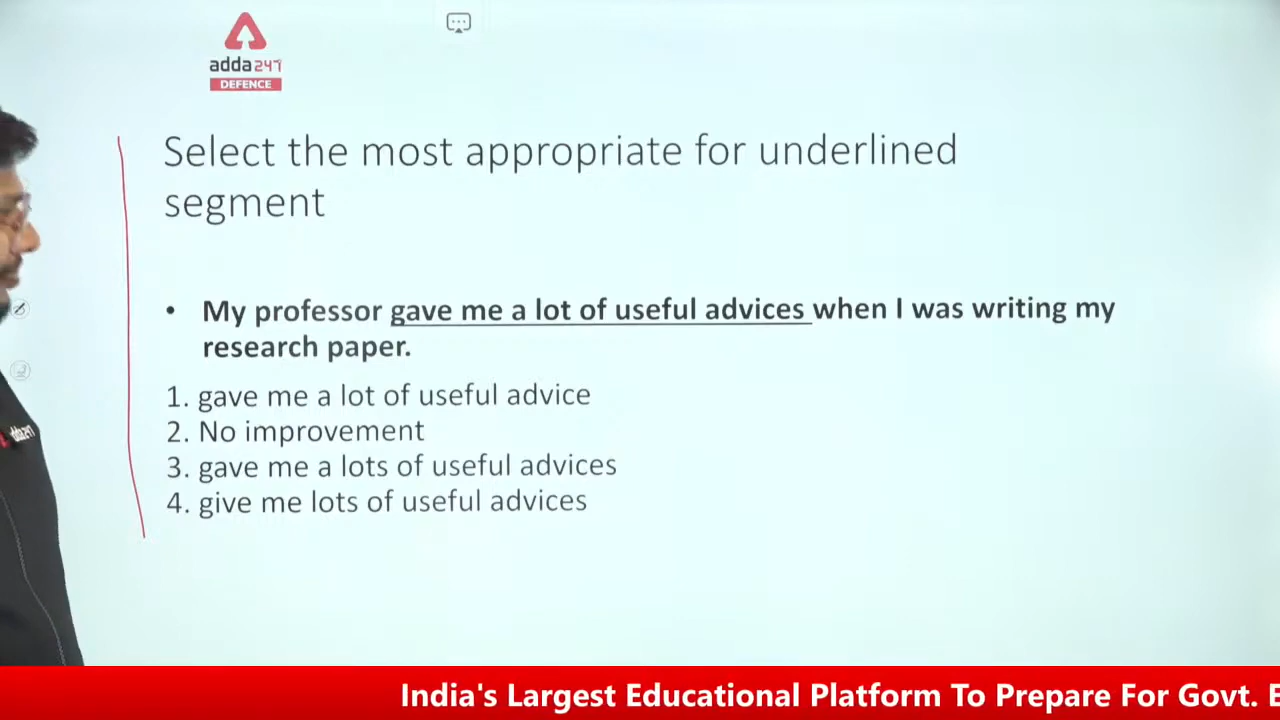 adda247
DEFENCE
Select the most appropriate for underlined
segment
• My professor gave me a lot of useful advices when I was writing my
research paper.
1. gave me a lot of useful advice
2. No improvement
3. gave me a lots of useful advices
4. give me lots of useful advices
adda247
India's Largest Educational Platform To Prepare For Govt. E